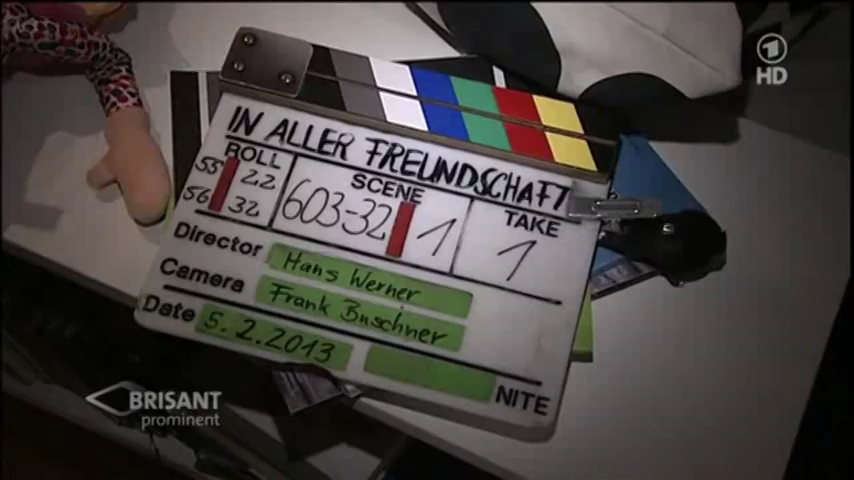 1
HD
IN ALLER FREUNDSCHAFT
ROLL
55 22
56 32
SCENE
603-32 1
TAKE
1
Director Hans Werner
Camera Frank Buschner
Date 5.2.2013
NITE
BRISANT
prominent